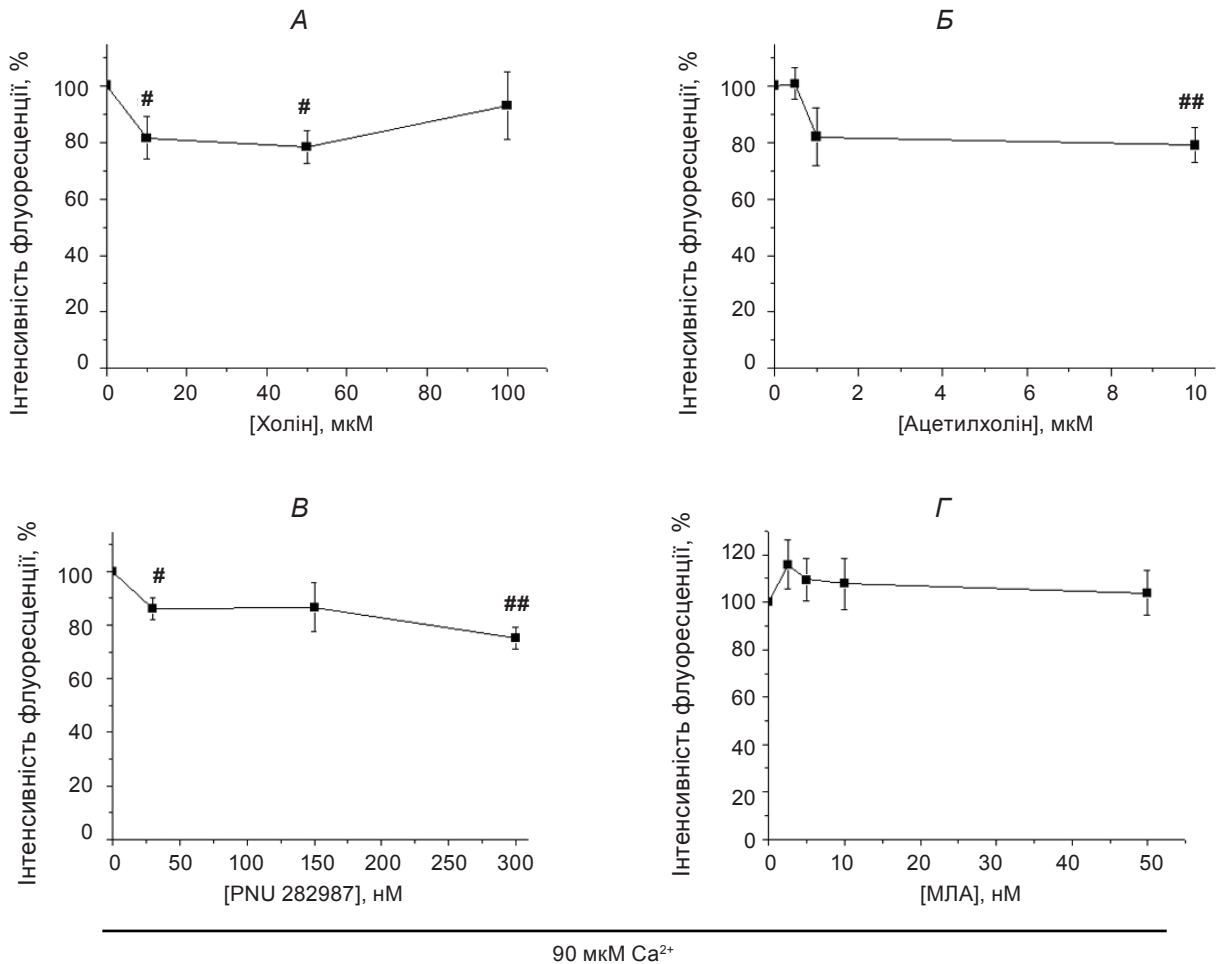 А
Інтенсивність флуоресценції, %
100
80
60
40
20
0
# #
0 20 40 60 80 100
[Холін], мкМ
Б
Інтенсивність флуоресценції, %
100
80
60
40
20
0
##
0 2 4 6 6 10
[Ацетилхолін], мкМ
В
Інтенсивність флуоресценції, %
100
80
60
40
20
0
# ##
0 50 100 150 200 250 300
[PNU 282987], нМ
Г
Інтенсивність флуоресценції, %
120
100
80
60
40
20
0
0 10 20 30 40 50
[МЛА], нМ
90 мкМ Ca²⁺